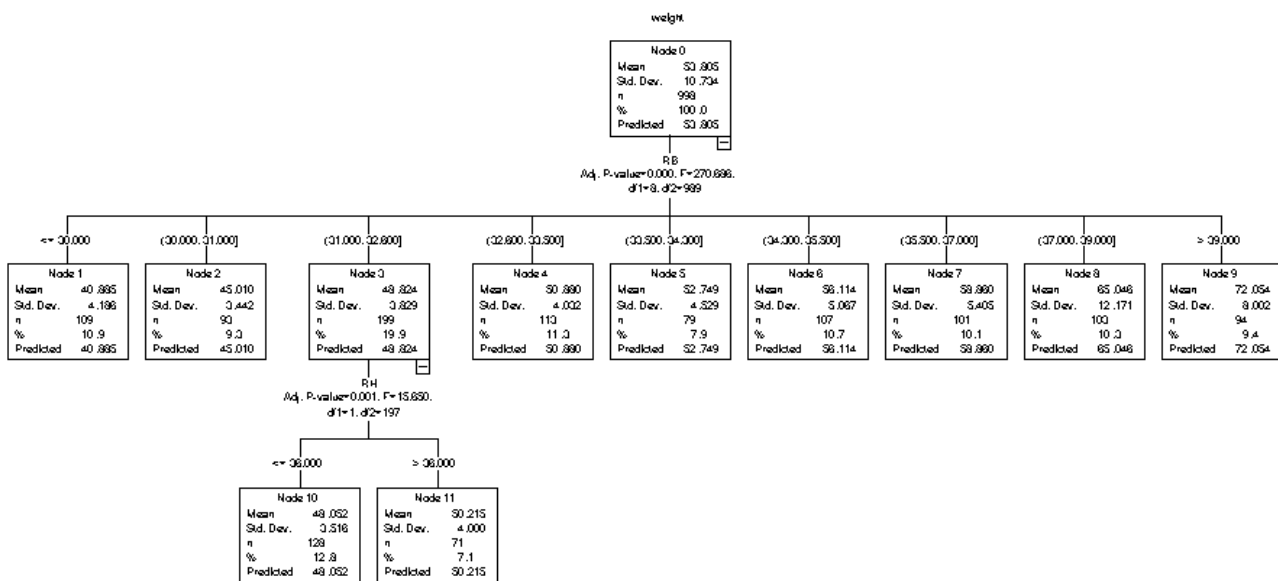 weight
Node 0
Mean 53.805
Std. Dev. 10.734
n 998
% 100.0
Predicted 53.805
RB
Adj. P-value=0.000, F=270.686,
df1=8, df2=989
<= 30.000
(30.000, 31.000]
(31.000, 32.600]
(32.600, 33.500]
(33.500, 34.300]
(34.300, 35.500]
(35.500, 37.000]
(37.000, 39.000]
> 39.000
Node 1
Mean 40.885
Std. Dev. 4.186
n 109
% 10.9
Predicted 40.885
Node 2
Mean 45.010
Std. Dev. 3.442
n 93
% 9.3
Predicted 45.010
Node 3
Mean 48.824
Std. Dev. 3.829
n 199
% 19.9
Predicted 48.824
Node 4
Mean 50.880
Std. Dev. 4.032
n 113
% 11.3
Predicted 50.880
Node 5
Mean 52.749
Std. Dev. 4.529
n 79
% 7.9
Predicted 52.749
Node 6
Mean 56.114
Std. Dev. 5.067
n 107
% 10.7
Predicted 56.114
Node 7
Mean 58.860
Std. Dev. 5.405
n 101
% 10.1
Predicted 58.860
Node 8
Mean 65.046
Std. Dev. 12.171
n 103
% 10.3
Predicted 65.046
Node 9
Mean 72.054
Std. Dev. 8.002
n 94
% 9.4
Predicted 72.054
RH
Adj. P-value=0.001, F=15.650,
df1=1, df2=197
<= 36.000
> 36.000
Node 10
Mean 48.052
Std. Dev. 3.516
n 128
% 12.8
Predicted 48.052
Node 11
Mean 50.215
Std. Dev. 4.000
n 71
% 7.1
Predicted 50.215